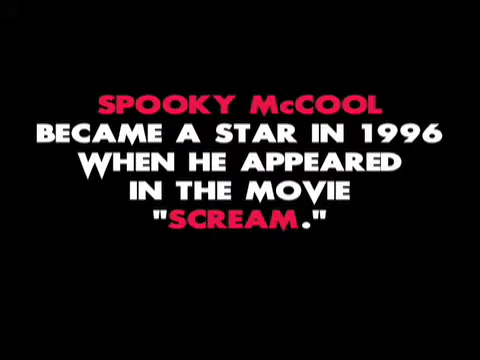 SPOOKY McCOOL
BECAME A STAR IN 1996
WHEN HE APPEARED
IN THE MOVIE
"SCREAM."